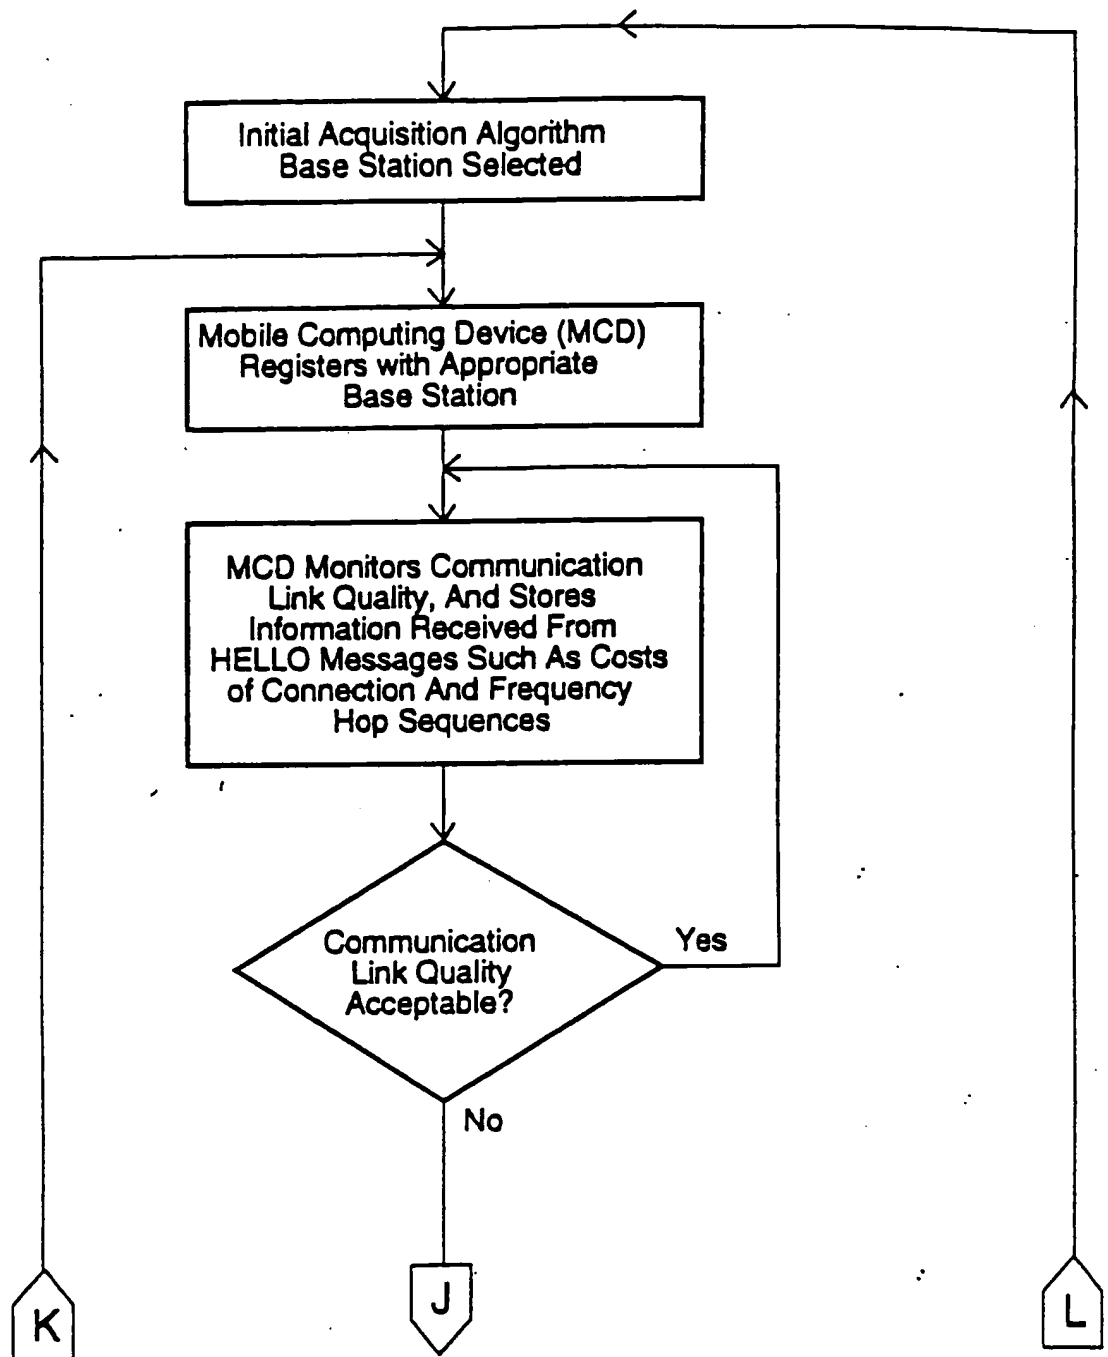 Initial Acquisition Algorithm
Base Station Selected
Mobile Computing Device (MCD)
Registers with Appropriate
Base Station
MCD Monitors Communication
Link Quality, And Stores
Information Received From
HELLO Messages Such As Costs
of Connection And Frequency
Hop Sequences
Communication
Link Quality
Acceptable?
Yes
No
K
J
L